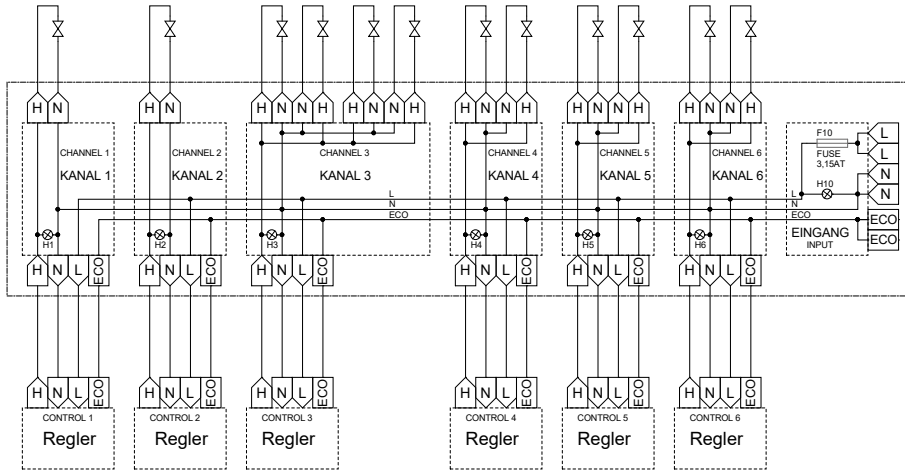 H N H N H N N H H N N H H N N H H N N H H N N H
CHANNEL 1 CHANNEL 2 CHANNEL 3 CHANNEL 4 CHANNEL 5 CHANNEL 6
KANAL 1 KANAL 2 KANAL 3 KANAL 4 KANAL 5 KANAL 6
F10
FUSE
3,15AT
L
L
N
N
H10
L L
N N
ECO ECO
ECO
ECO
EINGANG
INPUT
H1 H2 H3 H4 H5 H6
H N L ECO H N L ECO H N L ECO H N L ECO H N L ECO H N L ECO
H N L ECO H N L ECO H N L ECO H N L ECO H N L ECO H N L ECO
CONTROL 1 CONTROL 2 CONTROL 3 CONTROL 4 CONTROL 5 CONTROL 6
Regler Regler Regler Regler Regler Regler